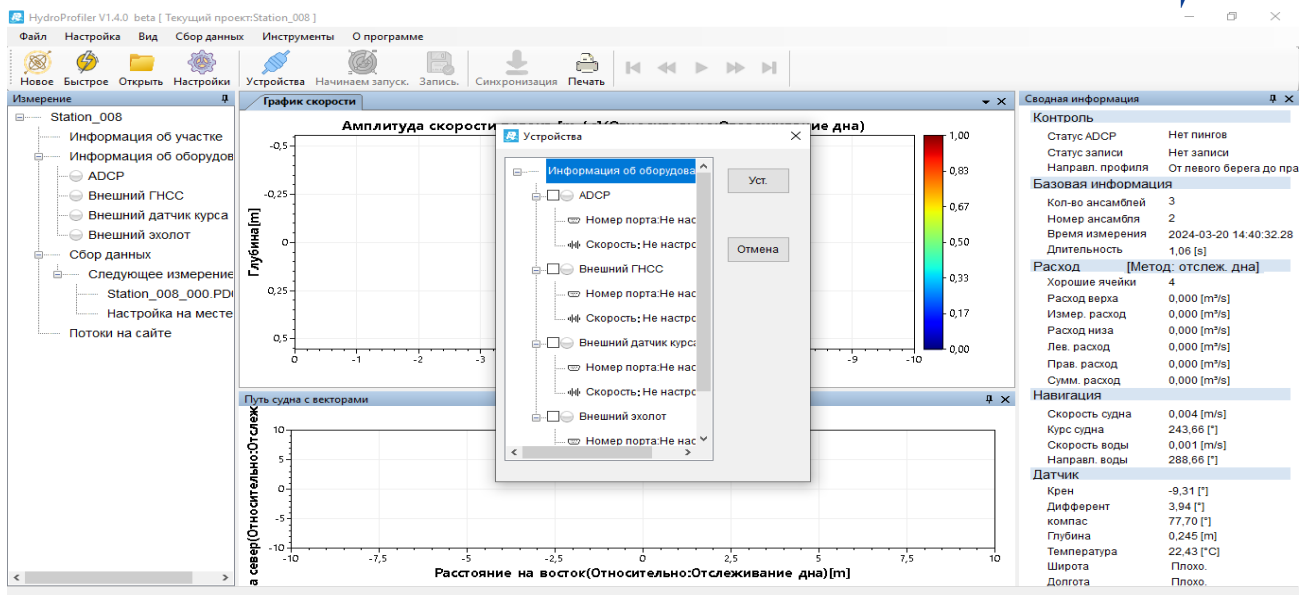 HydroProfiler V1.4.0 beta [ Текущий проект:Station_008 ]
Файл Настройка Вид Сбор данных Инструменты О программе
Новое Быстрое Открыть Настройки Устройства Начинаем запуск. Запись. Синхронизация Печать
Измерение
Station_008
Информация об участке
Информация об оборудов
ADCP
Внешний ГНСС
Внешний датчик курса
Внешний эхолот
Сбор данных
Следующее измерение
Station_008_000.PD
Настройка на месте
Потоки на сайте
График скорости
Амплитуда скорости
ие дна)
Глубина[м]
-0,5
-0,25
0
0,25
0,5
0 -1 -2 -3 -9 -10
1,00
0,83
0,67
0,50
0,33
0,17
0,00
Устройства
Информация об оборудова
ADCP
Номер порта:Не нас
Скорость:Не настро
Внешний ГНСС
Номер порта:Не нас
Скорость:Не настро
Внешний датчик курса
Номер порта:Не нас
Скорость:Не настро
Внешний эхолот
Номер порта:Не нас
Уст.
Отмена
Путь судна с векторами
а север(Относительно:Отслеж
10
5
0
-5
-10
-10 -7,5 -5 -2,5 0 2,5 5 7,5 10
Расстояние на восток(Относительно:Отслеживание дна)[m]
Сводная информация
Контроль
Статус ADCP Нет пингов
Статус записи Нет записи
Направл. профиля От левого берега до пра
Базовая информация
Кол-во ансамблей 3
Номер ансамбля 2
Время измерения 2024-03-20 14:40:32.28
Длительность 1,06 [s]
Расход [Метод: отслеж. дна]
Хорошие ячейки 4
Расход верха 0,000 [m³/s]
Измер. расход 0,000 [m³/s]
Расход низа 0,000 [m³/s]
Лев. расход 0,000 [m³/s]
Прав. расход 0,000 [m³/s]
Сумм. расход 0,000 [m³/s]
Навигация
Скорость судна 0,004 [m/s]
Курс судна 243,66 [°]
Скорость воды 0,001 [m/s]
Направл. воды 288,66 [°]
Датчик
Крен -9,31 [°]
Дифферент 3,94 [°]
компас 77,70 [°]
Глубина 0,245 [m]
Температура 22,43 [°C]
Широта Плохо.
Долгота Плохо.